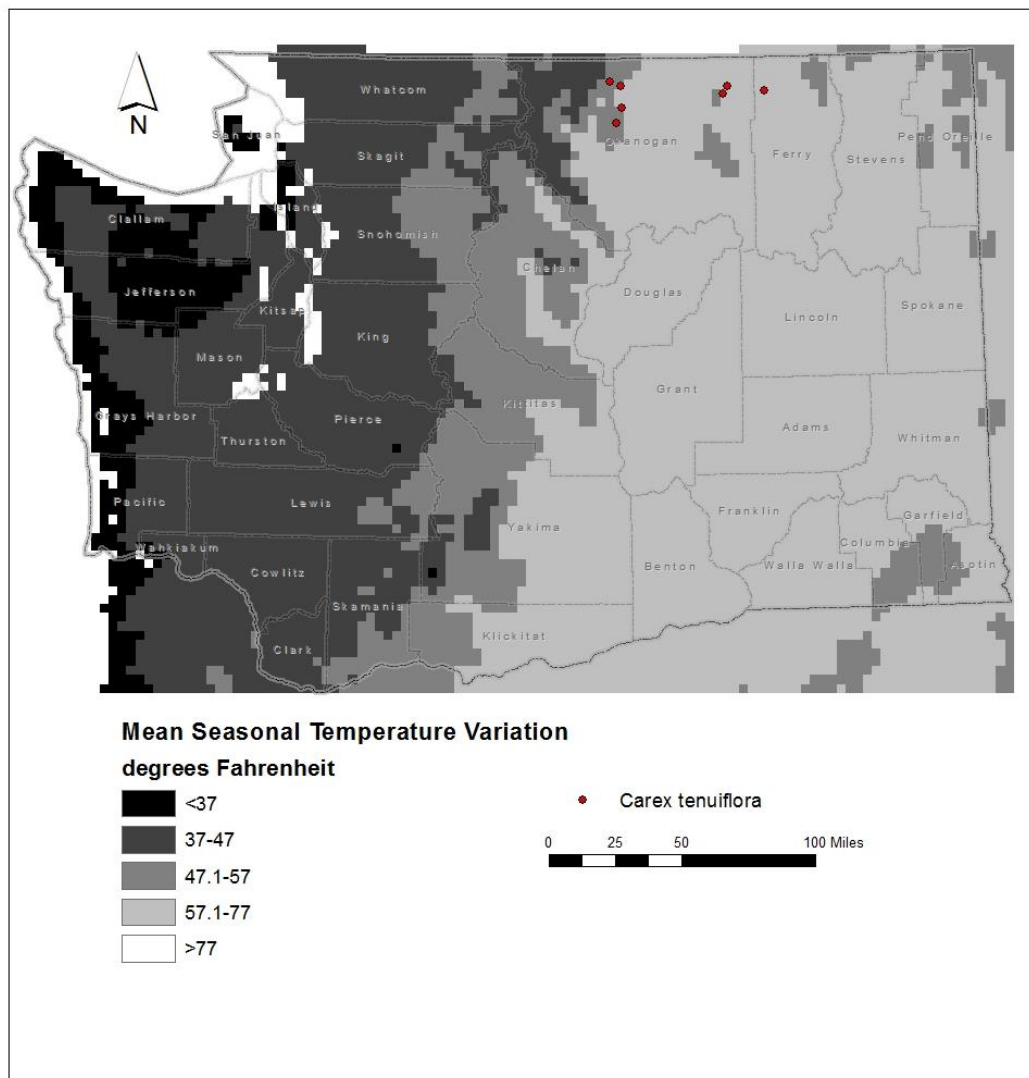 N
Whatcom
San Juan
Okanogan
Pend Oreille
Skagit
Ferry
Stevens
Island
Clallam
Snohomish
Chelan
Jefferson
Douglas
Spokane
Kitsap
Lincoln
King
Mason
Grant
Kittitas
Grays Harbor
Pierce
Adams
Thurston
Whitman
Pacific
Lewis
Yakima
Franklin
Garfield
Wahkiakum
Columbia
Cowlitz
Benton
Walla Walla
Asotin
Skamania
Klickitat
Clark
Mean Seasonal Temperature Variation
degrees Fahrenheit
<37
37-47
47.1-57
57.1-77
>77
Carex tenuiflora
0 25 50 100 Miles